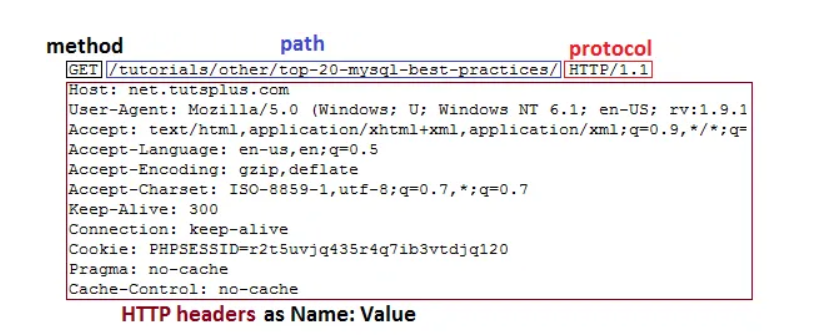 method path protocol
GET /tutorials/other/top-20-mysql-best-practices/ HTTP/1.1
Host: net.tutsplus.com
User-Agent: Mozilla/5.0 (Windows; U; Windows NT 6.1; en-US; rv:1.9.1
Accept: text/html,application/xhtml+xml,application/xml;q=0.9,*/*;q=
Accept-Language: en-us,en;q=0.5
Accept-Encoding: gzip,deflate
Accept-Charset: ISO-8859-1,utf-8;q=0.7,*;q=0.7
Keep-Alive: 300
Connection: keep-alive
Cookie: PHPSESSID=r2t5uvjq435r4q7ib3vtdjq120
Pragma: no-cache
Cache-Control: no-cache
HTTP headers as Name: Value